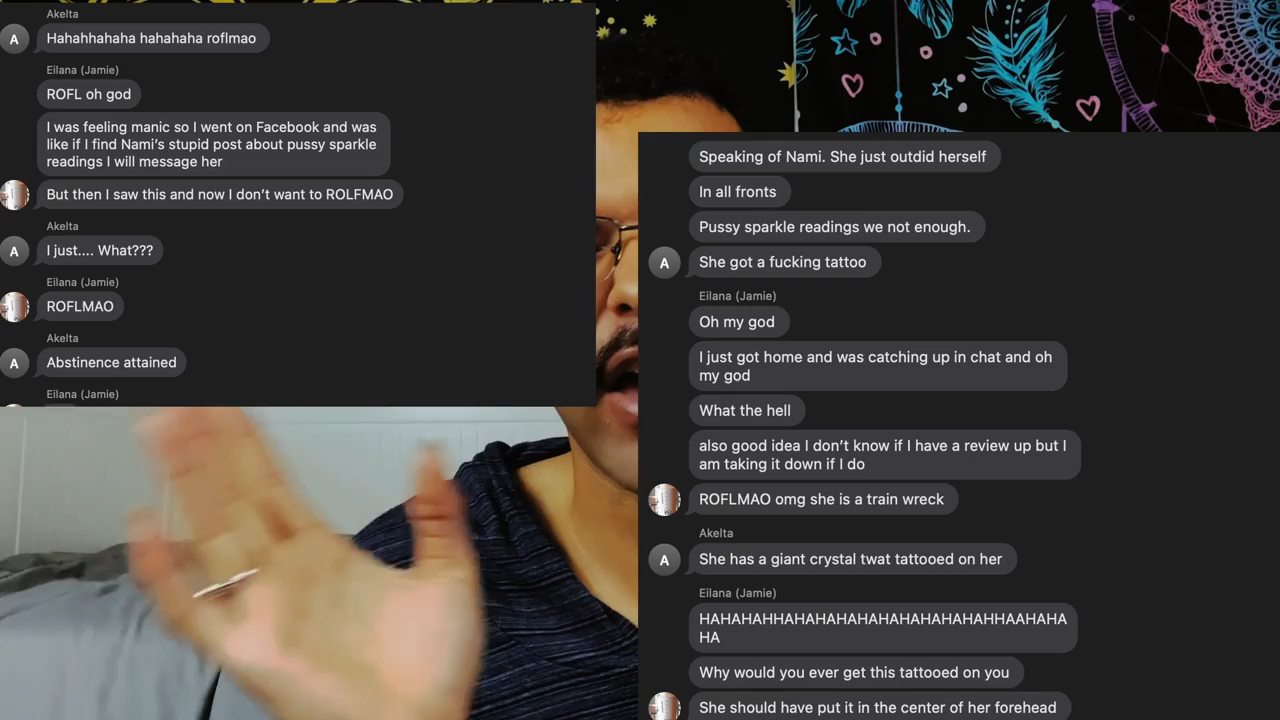 Akelta
A
Hahahhahaha hahahaha roflmao
Eilana (Jamie)
ROFL oh god
I was feeling manic so I went on Facebook and was
like if I find Nami's stupid post about pussy sparkle
readings I will message her
But then I saw this and now I don't want to ROLFMAO
Akelta
A
I just.... What???
Eilana (Jamie)
ROFLMAO
Akelta
A
Abstinence attained
Eilana (Jamie)
Speaking of Nami. She just outdid herself
In all fronts
Pussy sparkle readings we not enough.
A
She got a fucking tattoo
Eilana (Jamie)
Oh my god
I just got home and was catching up in chat and oh
my god
What the hell
also good idea I don't know if I have a review up but I
am taking it down if I do
ROFLMAO omg she is a train wreck
Akelta
A
She has a giant crystal twat tattooed on her
Eilana (Jamie)
HAHAHAHHAHAHAHAHAHAHAHAHAHAHHAAHAHA
HA
Why would you ever get this tattooed on you
She should have put it in the center of her forehead